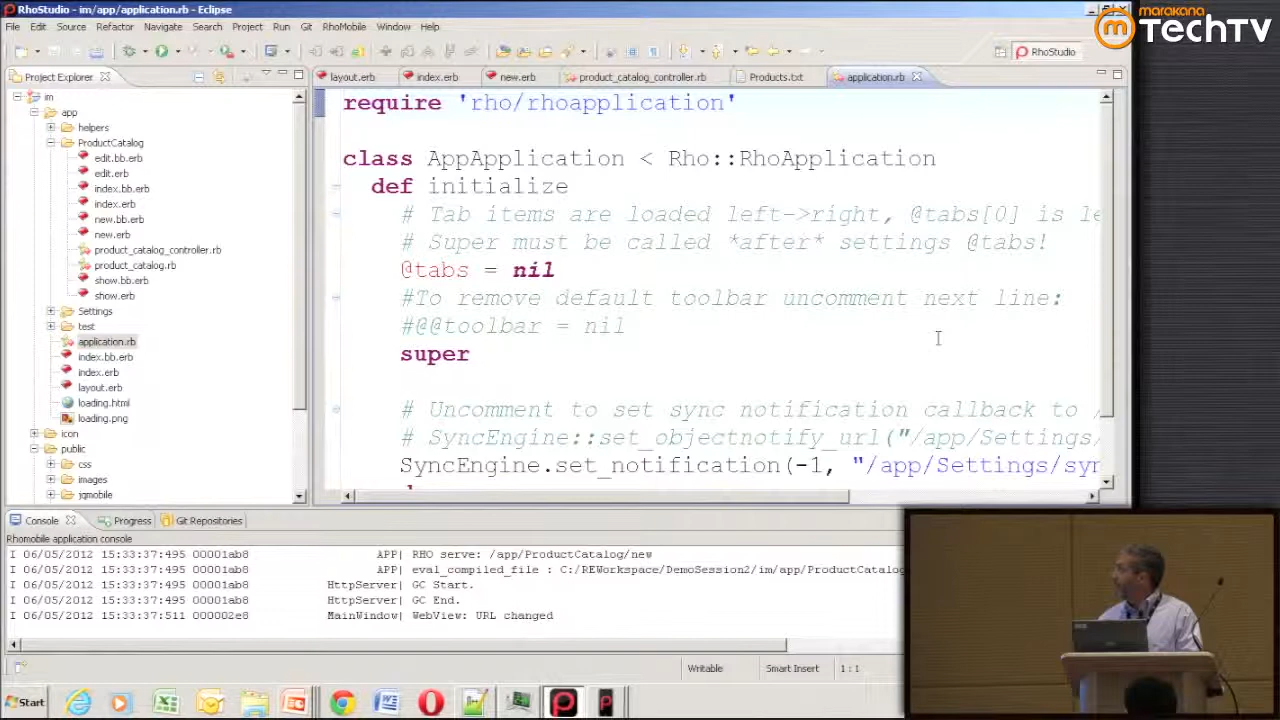 RhoStudio - im/app/application.rb - Eclipse
marakana
TechTV
File Edit Source Refactor Navigate Search Project Run Git RhoMobile Window Help
RhoStudio
Project Explorer
layout.erb index.erb new.erb product_catalog_controller.rb Products.txt application.rb
im
app
helpers
ProductCatalog
edit.bb.erb
edit.erb
index.bb.erb
index.erb
new.bb.erb
new.erb
product_catalog_controller.rb
product_catalog.rb
show.bb.erb
show.erb
Settings
test
application.rb
index.bb.erb
index.erb
layout.erb
loading.html
loading.png
icon
public
css
images
jqmobile
require 'rho/rhoapplication'
class AppApplication < Rho::RhoApplication
def initialize
# Tab items are loaded left->right, @tabs[0] is le
# Super must be called *after* settings @tabs!
@tabs = nil
#To remove default toolbar uncomment next line:
#@@toolbar = nil
super
# Uncomment to set sync notification callback to /
# SyncEngine::set_objectnotify_url("/app/Settings/
SyncEngine.set_notification(-1, "/app/Settings/syn
Console Progress Git Repositories
Rhomobile application console
I 06/05/2012 15:33:37:495 00001ab8 APP| RHO serve: /app/ProductCatalog/new
I 06/05/2012 15:33:37:495 00001ab8 APP| eval_compiled_file : C:/REWorkspace/DemoSession2/im/app/ProductCatalog
I 06/05/2012 15:33:37:495 00001ab8 HttpServer| GC Start.
I 06/05/2012 15:33:37:495 00001ab8 HttpServer| GC End.
I 06/05/2012 15:33:37:511 000002e8 MainWindow| WebView: URL changed
Writable Smart Insert 1 : 1
Start